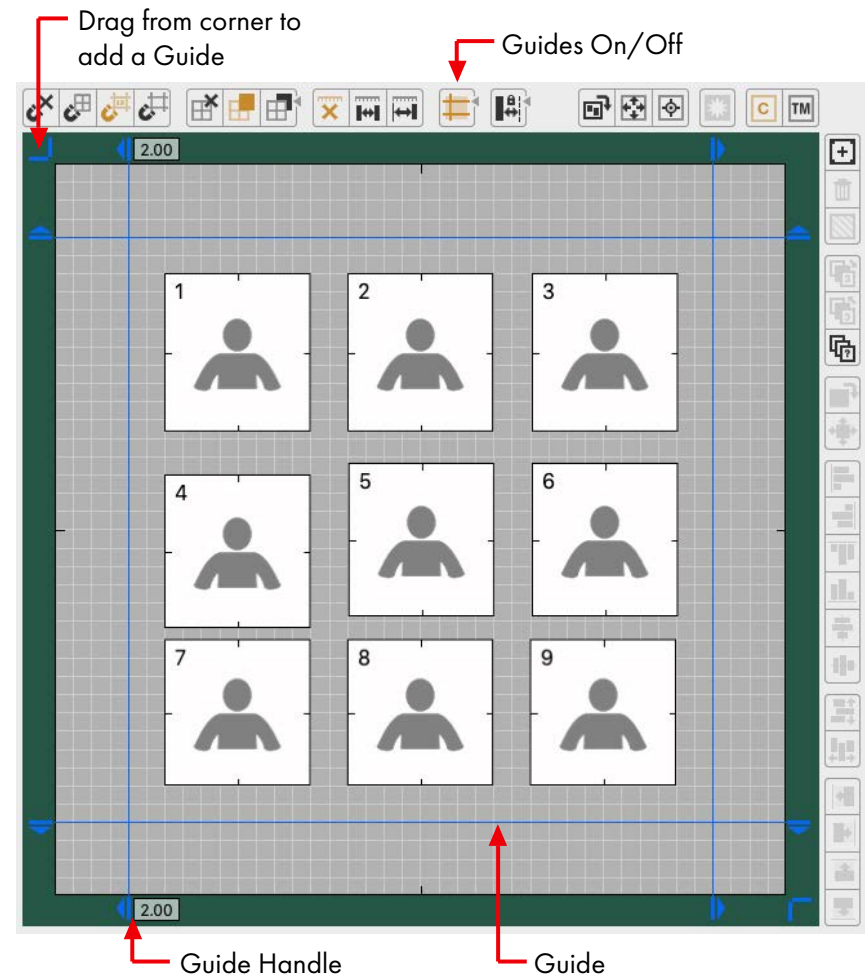 Drag from corner to
add a Guide
Guides On/Off
C
TM
2.00
1
2
3
4
5
6
7
8
9
2.00
Guide Handle
Guide